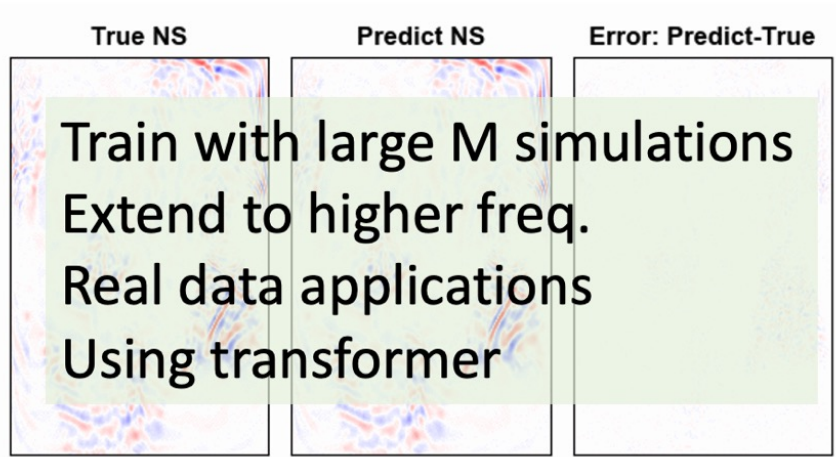 True NS Predict NS Error: Predict-True
Train with large M simulations
Extend to higher freq.
Real data applications
Using transformer